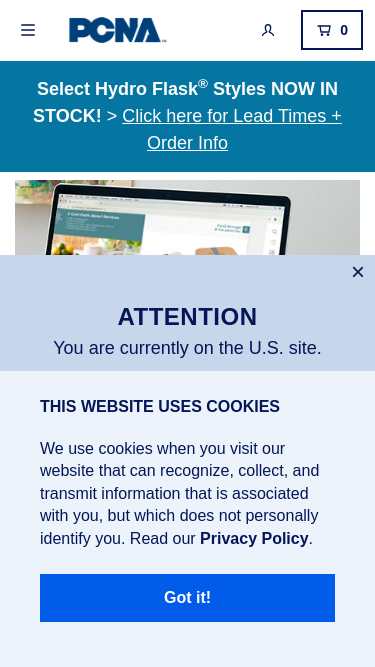 PCNA
0
Select Hydro Flask® Styles NOW IN
STOCK! > Click here for Lead Times +
Order Info
ATTENTION
You are currently on the U.S. site.
THIS WEBSITE USES COOKIES
We use cookies when you visit our
website that can recognize, collect, and
transmit information that is associated
with you, but which does not personally
identify you. Read our Privacy Policy.
Got it!